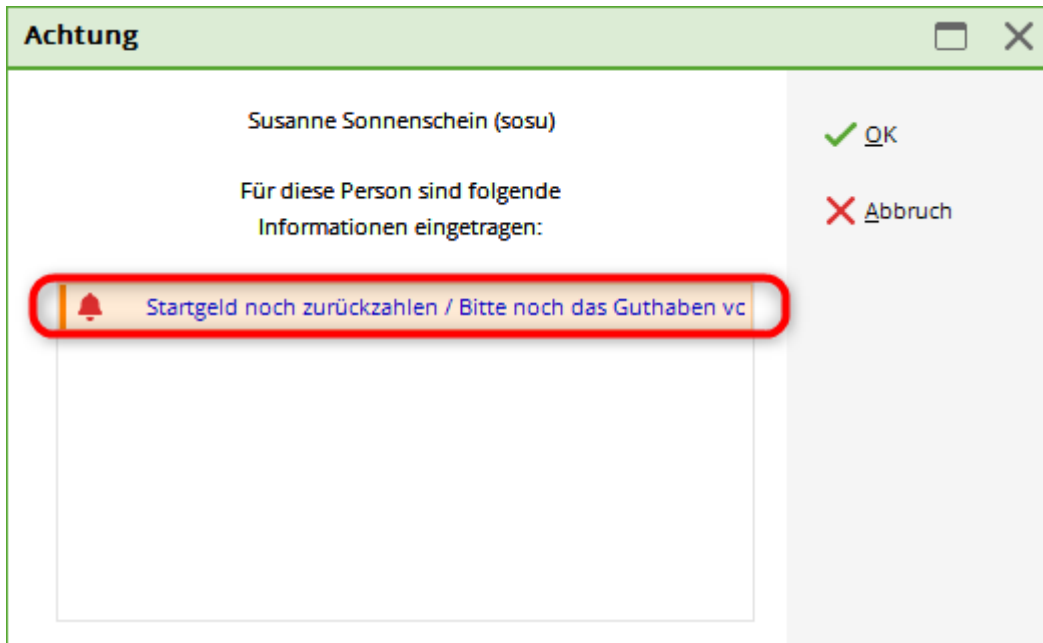 Achtung
Susanne Sonnenschein (sosu)
Für diese Person sind folgende
Informationen eingetragen:
Startgeld noch zurückzahlen / Bitte noch das Guthaben vc
OK
Abbruch